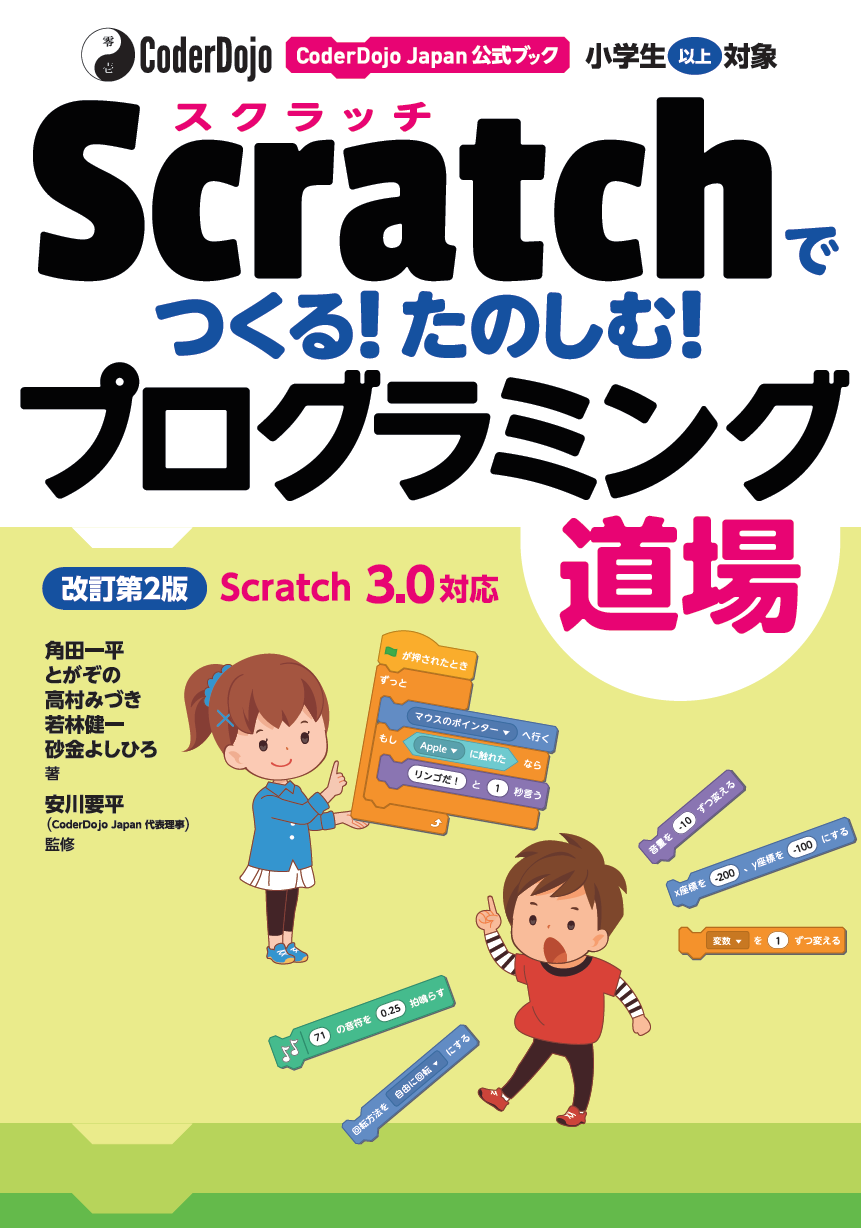 零
壱
CoderDojo
CoderDojo Japan 公式ブック
小学生以上対象
スクラッチ
Scratchで
つくる！たのしむ！
プログラミング
道場
改訂第2版
Scratch 3.0 対応
角田一平
とがぞの
高村みづき
若林健一
砂金よしひろ
著
安川要平
（CoderDojo Japan 代表理事）
監修
が押されたとき
ずっと
マウスのポインター へ行く
もし Apple に触れた なら
リンゴだ！ と 1 秒言う
音量を -10 ずつ変える
x座標を -200 、y座標を -100 にする
変数 を 1 ずつ変える
71 の音符を 0.25 拍鳴らす
回転方法を 自由に回転 にする